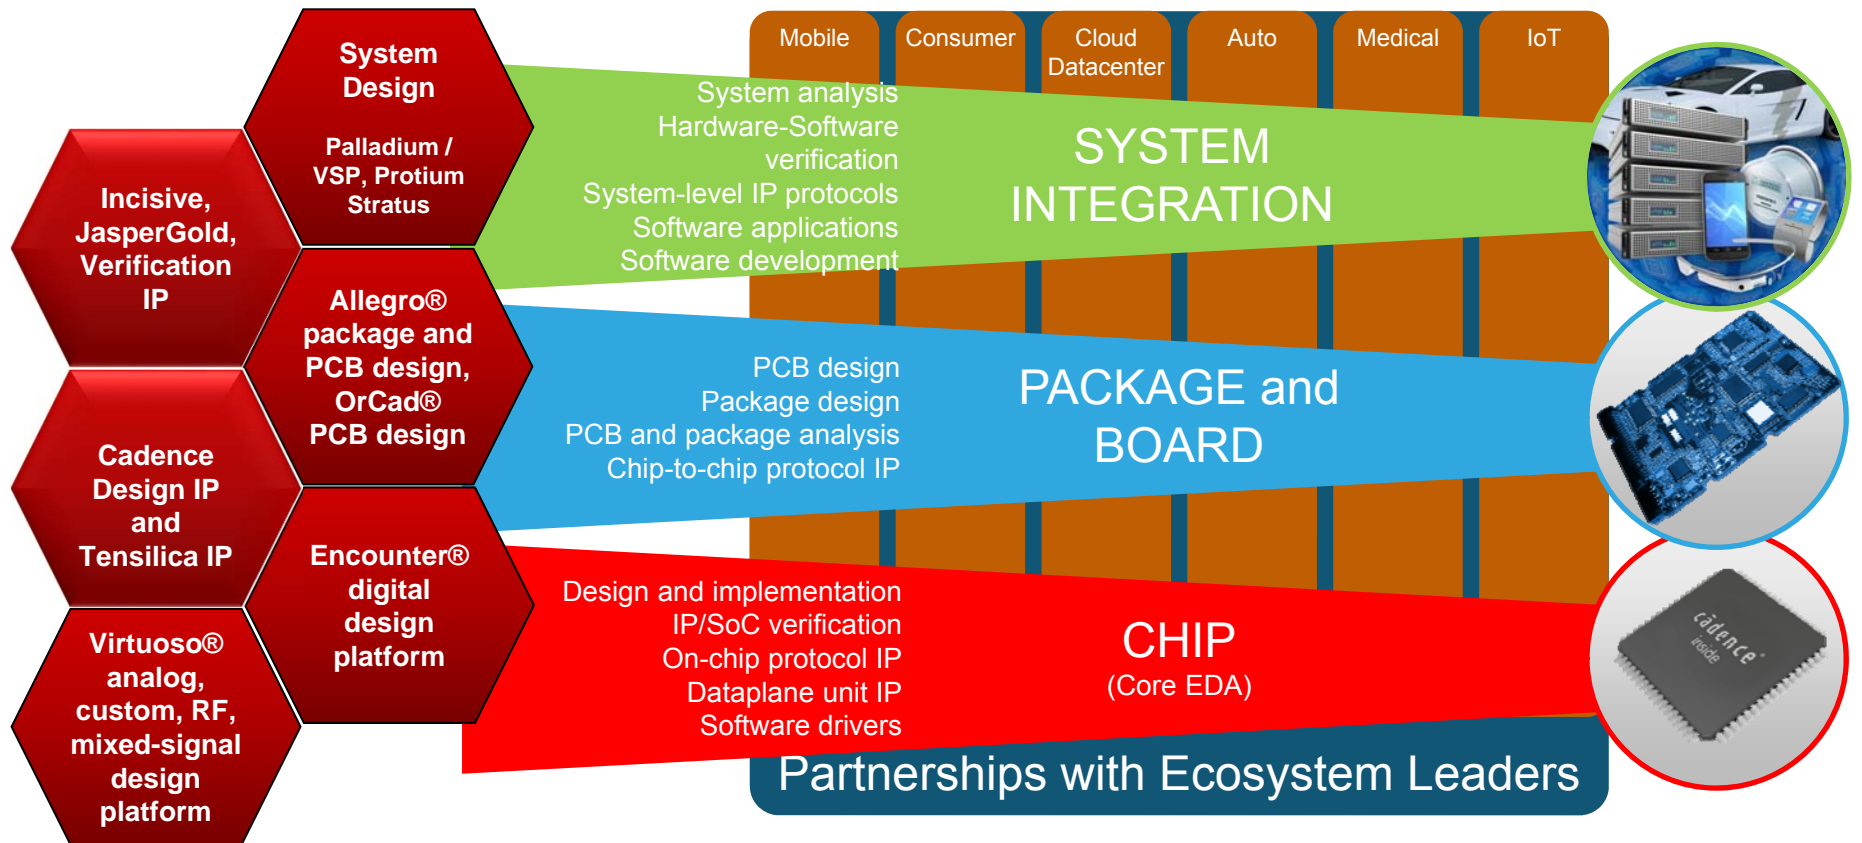 System
Design
Palladium /
VSP, Protium
Stratus
Incisive,
JasperGold,
Verification
IP
Allegro®
package and
PCB design,
OrCad®
PCB design
Cadence
Design IP
and
Tensilica IP
Encounter®
digital
design
platform
Virtuoso®
analog,
custom, RF,
mixed-signal
design
platform
Mobile
Consumer
Cloud
Datacenter
Auto
Medical
IoT
System analysis
Hardware-Software
verification
System-level IP protocols
Software applications
Software development
SYSTEM
INTEGRATION
PCB design
Package design
PCB and package analysis
Chip-to-chip protocol IP
PACKAGE and
BOARD
Design and implementation
IP/SoC verification
On-chip protocol IP
Dataplane unit IP
Software drivers
CHIP
(Core EDA)
cādence®
inside
Partnerships with Ecosystem Leaders